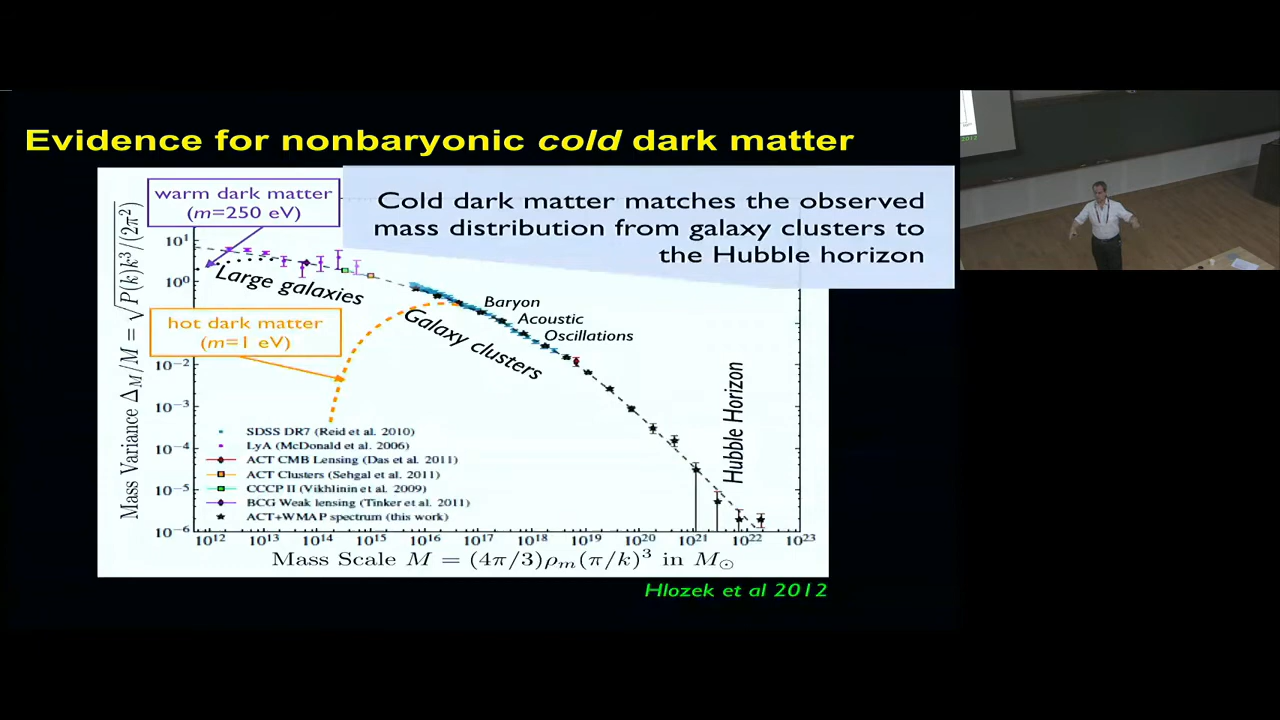 Evidence for nonbaryonic cold dark matter
warm dark matter
(m=250 eV)
Cold dark matter matches the observed
mass distribution from galaxy clusters to
the Hubble horizon
hot dark matter
(m=1 eV)
Large galaxies
Galaxy clusters
Baryon
Acoustic
Oscillations
Hubble Horizon
Mass Variance Δ_M/M = √P(k)k³/(2π²)
10¹
10⁰
10⁻²
10⁻³
10⁻⁴
10⁻⁵
10⁻⁶
SDSS DR7 (Reid et al. 2010)
LyA (McDonald et al. 2006)
ACT CMB Lensing (Das et al. 2011)
ACT Clusters (Sehgal et al. 2011)
CCCP II (Vikhlinin et al. 2009)
BCG Weak lensing (Tinker et al. 2011)
ACT+WMAP spectrum (this work)
10¹² 10¹³ 10¹⁴ 10¹⁵ 10¹⁶ 10¹⁷ 10¹⁸ 10¹⁹ 10²⁰ 10²¹ 10²² 10²³
Mass Scale M = (4π/3)ρₘ(π/k)³ in M⊙
Hlozek et al 2012
2012